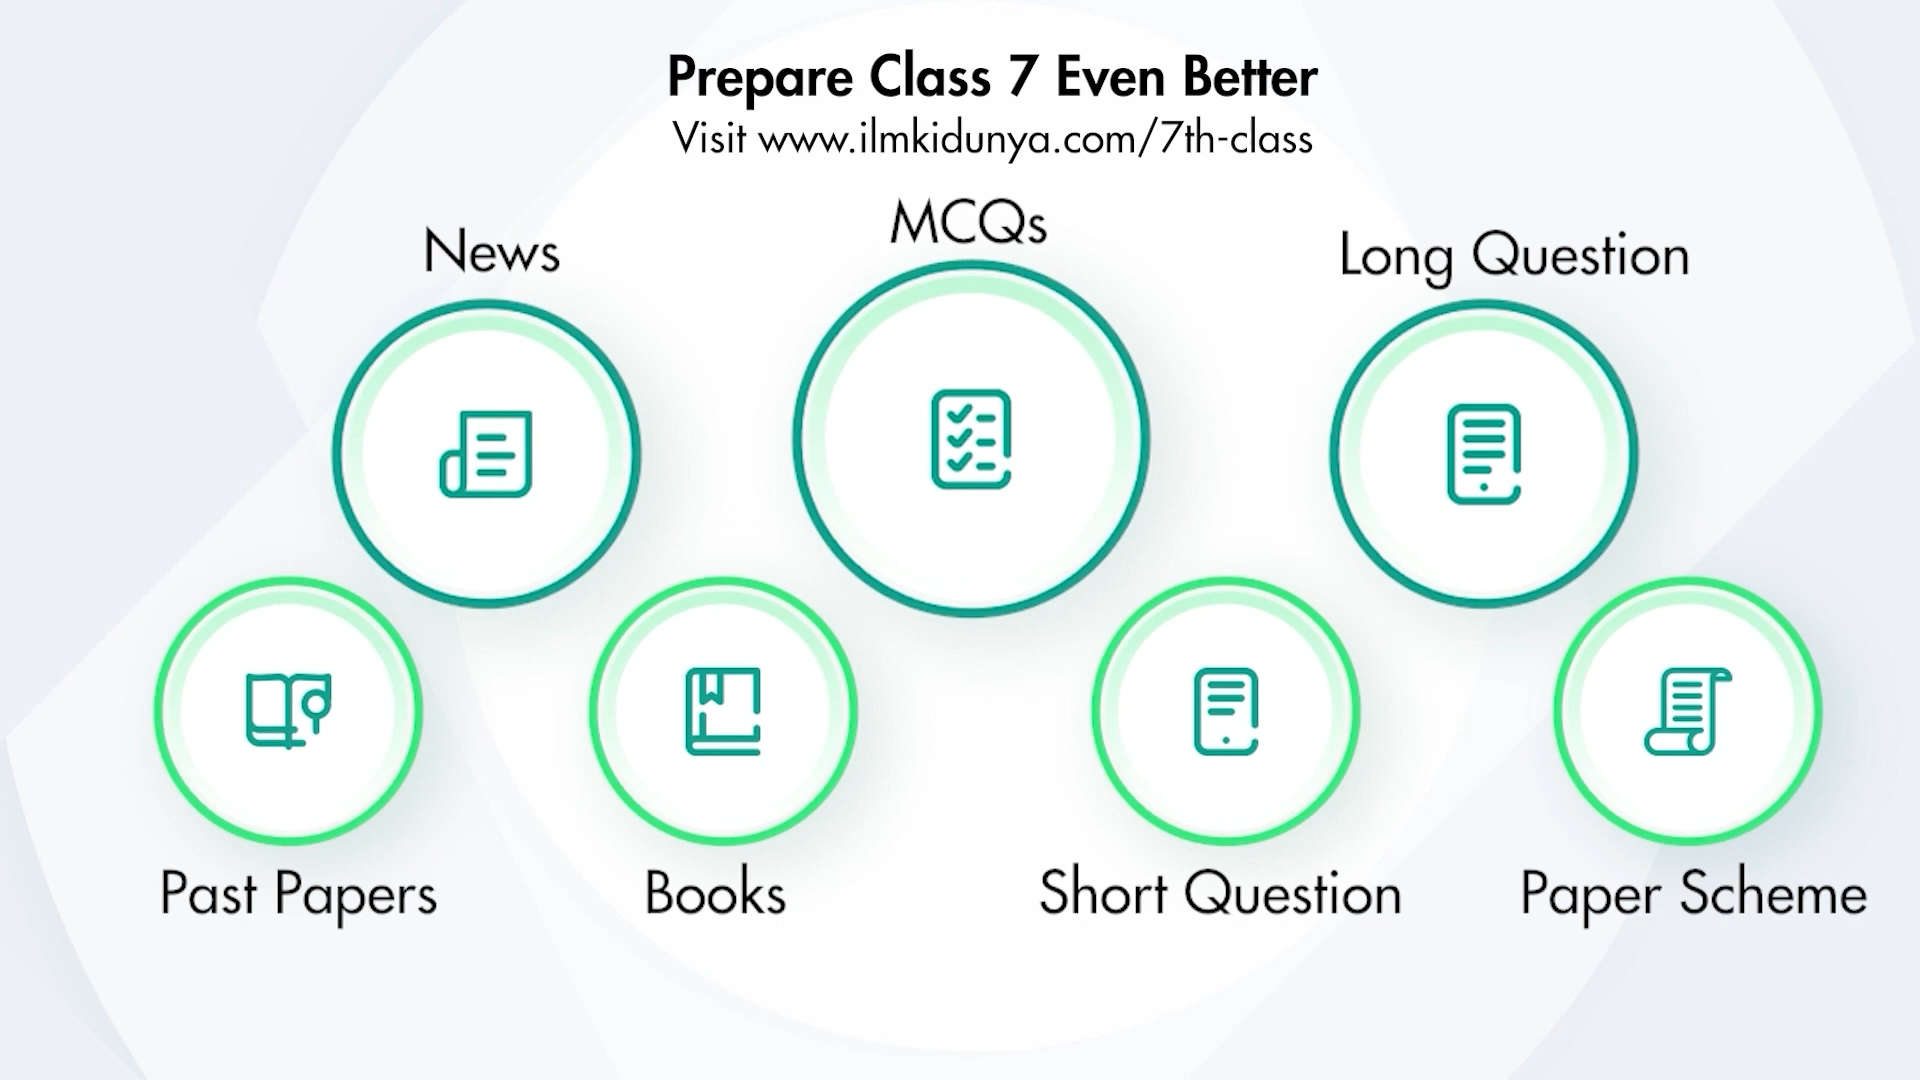 Prepare Class 7 Even Better
Visit www.ilmkidunya.com/7th-class
News
MCQs
Long Question
Past Papers
Books
Short Question
Paper Scheme